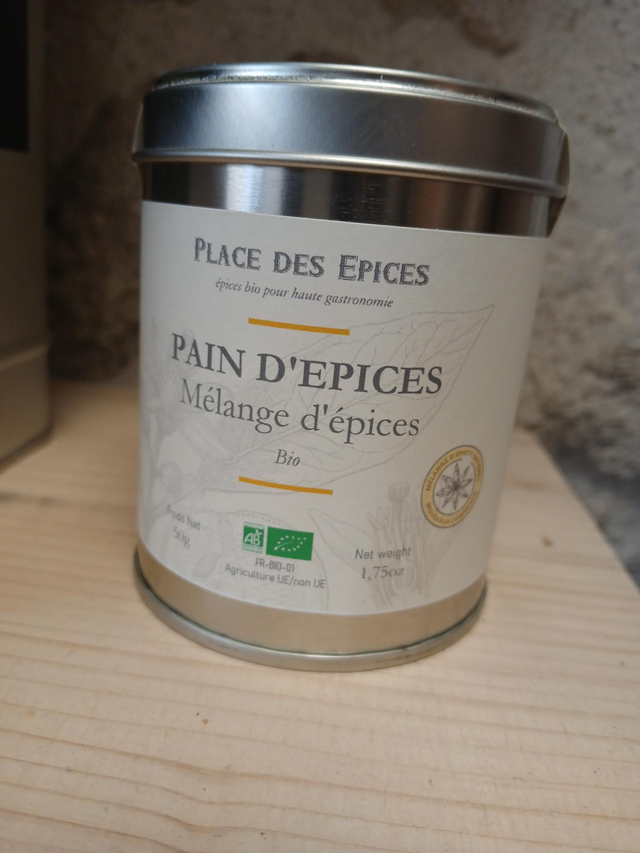 PLACE DES EPICES
épices bio pour haute gastronomie
PAIN D'EPICES
Mélange d'épices
Bio
Poids Net
50g
AB
FR-BIO-01
Agriculture UE/non UE
Net weight
1,75oz